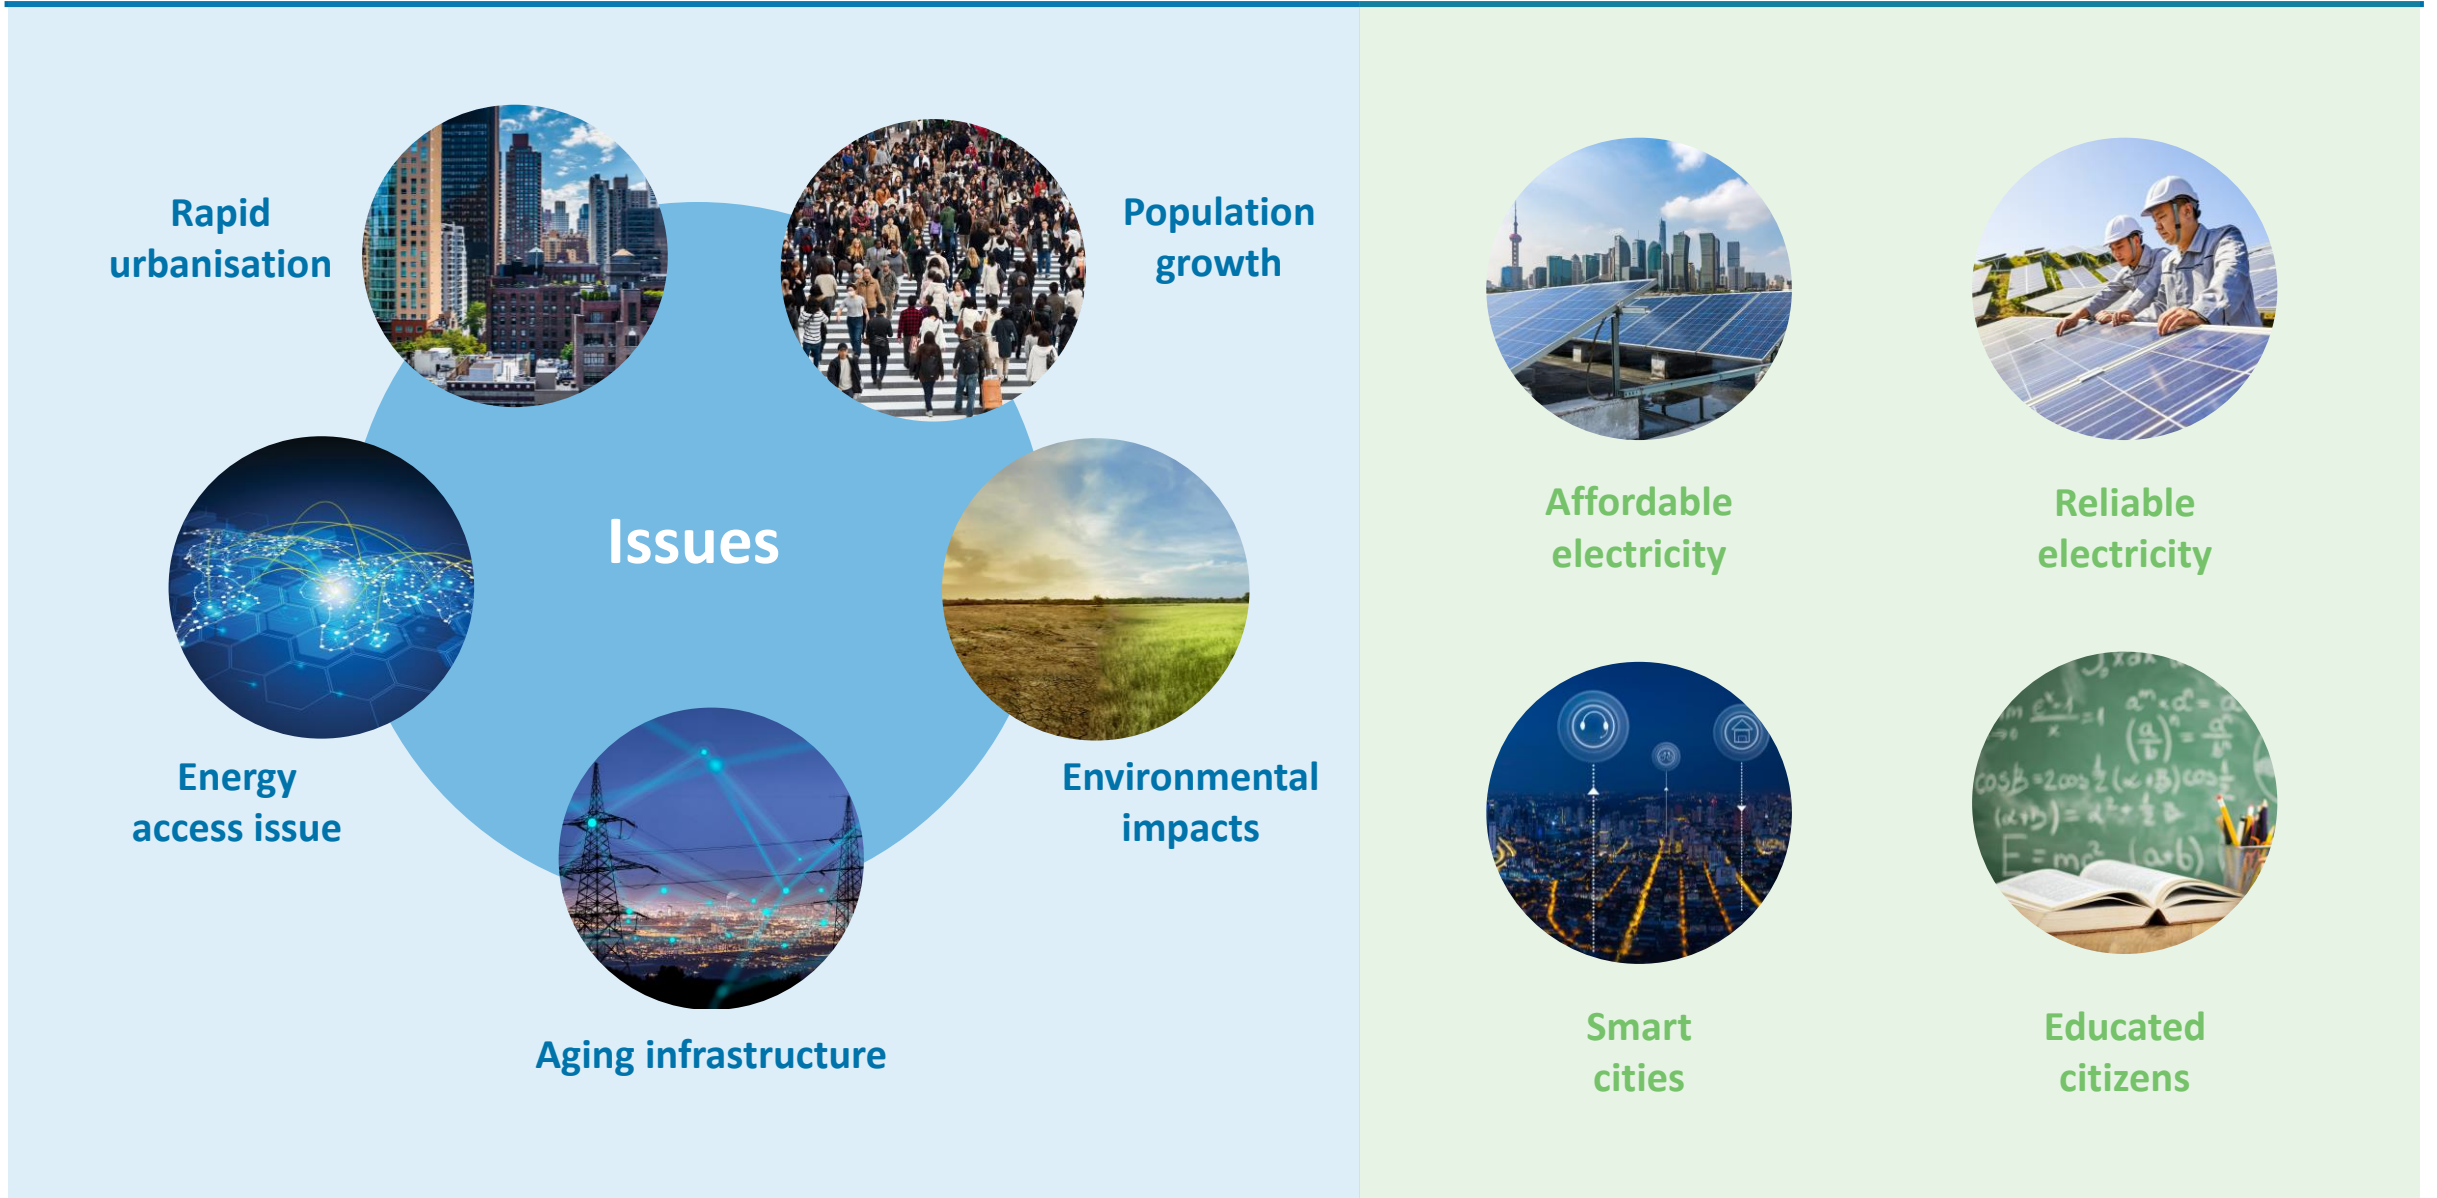 Rapid
urbanisation
Population
growth
Issues
Energy
access issue
Environmental
impacts
Aging infrastructure
Affordable
electricity
Reliable
electricity
Smart
cities
Educated
citizens